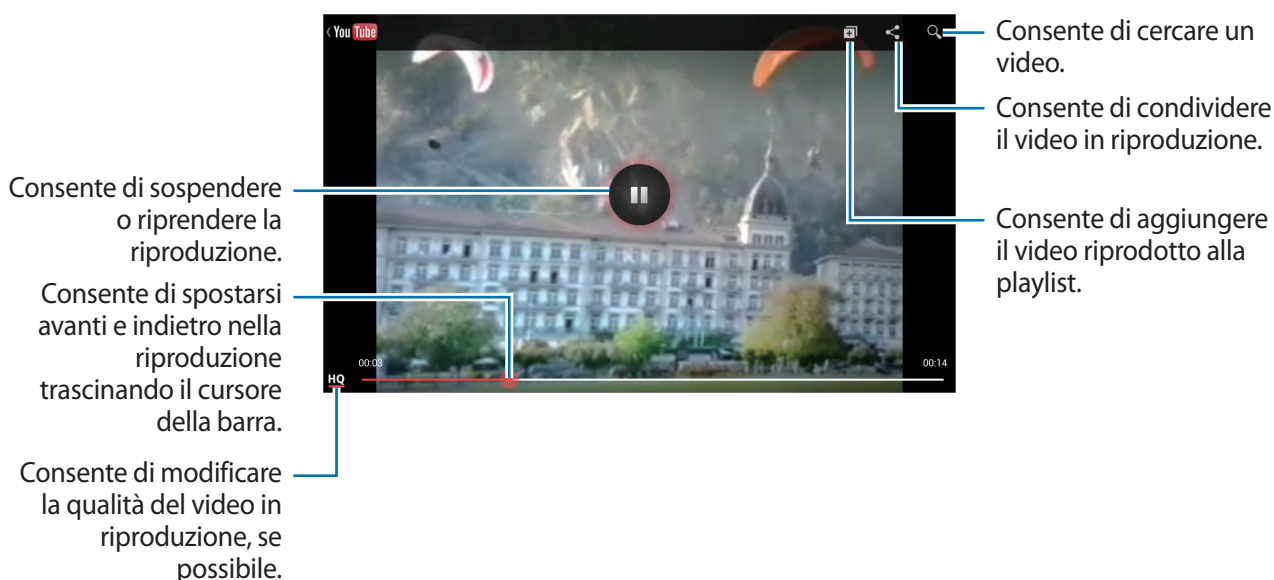 You Tube
Consente di cercare un
video.
Consente di condividere
il video in riproduzione.
Consente di aggiungere
il video riprodotto alla
playlist.
Consente di sospendere
o riprendere la
riproduzione.
Consente di spostarsi
avanti e indietro nella
riproduzione
trascinando il cursore
della barra.
Consente di modificare
la qualità del video in
riproduzione, se
possibile.
00:03
00:14
HQ